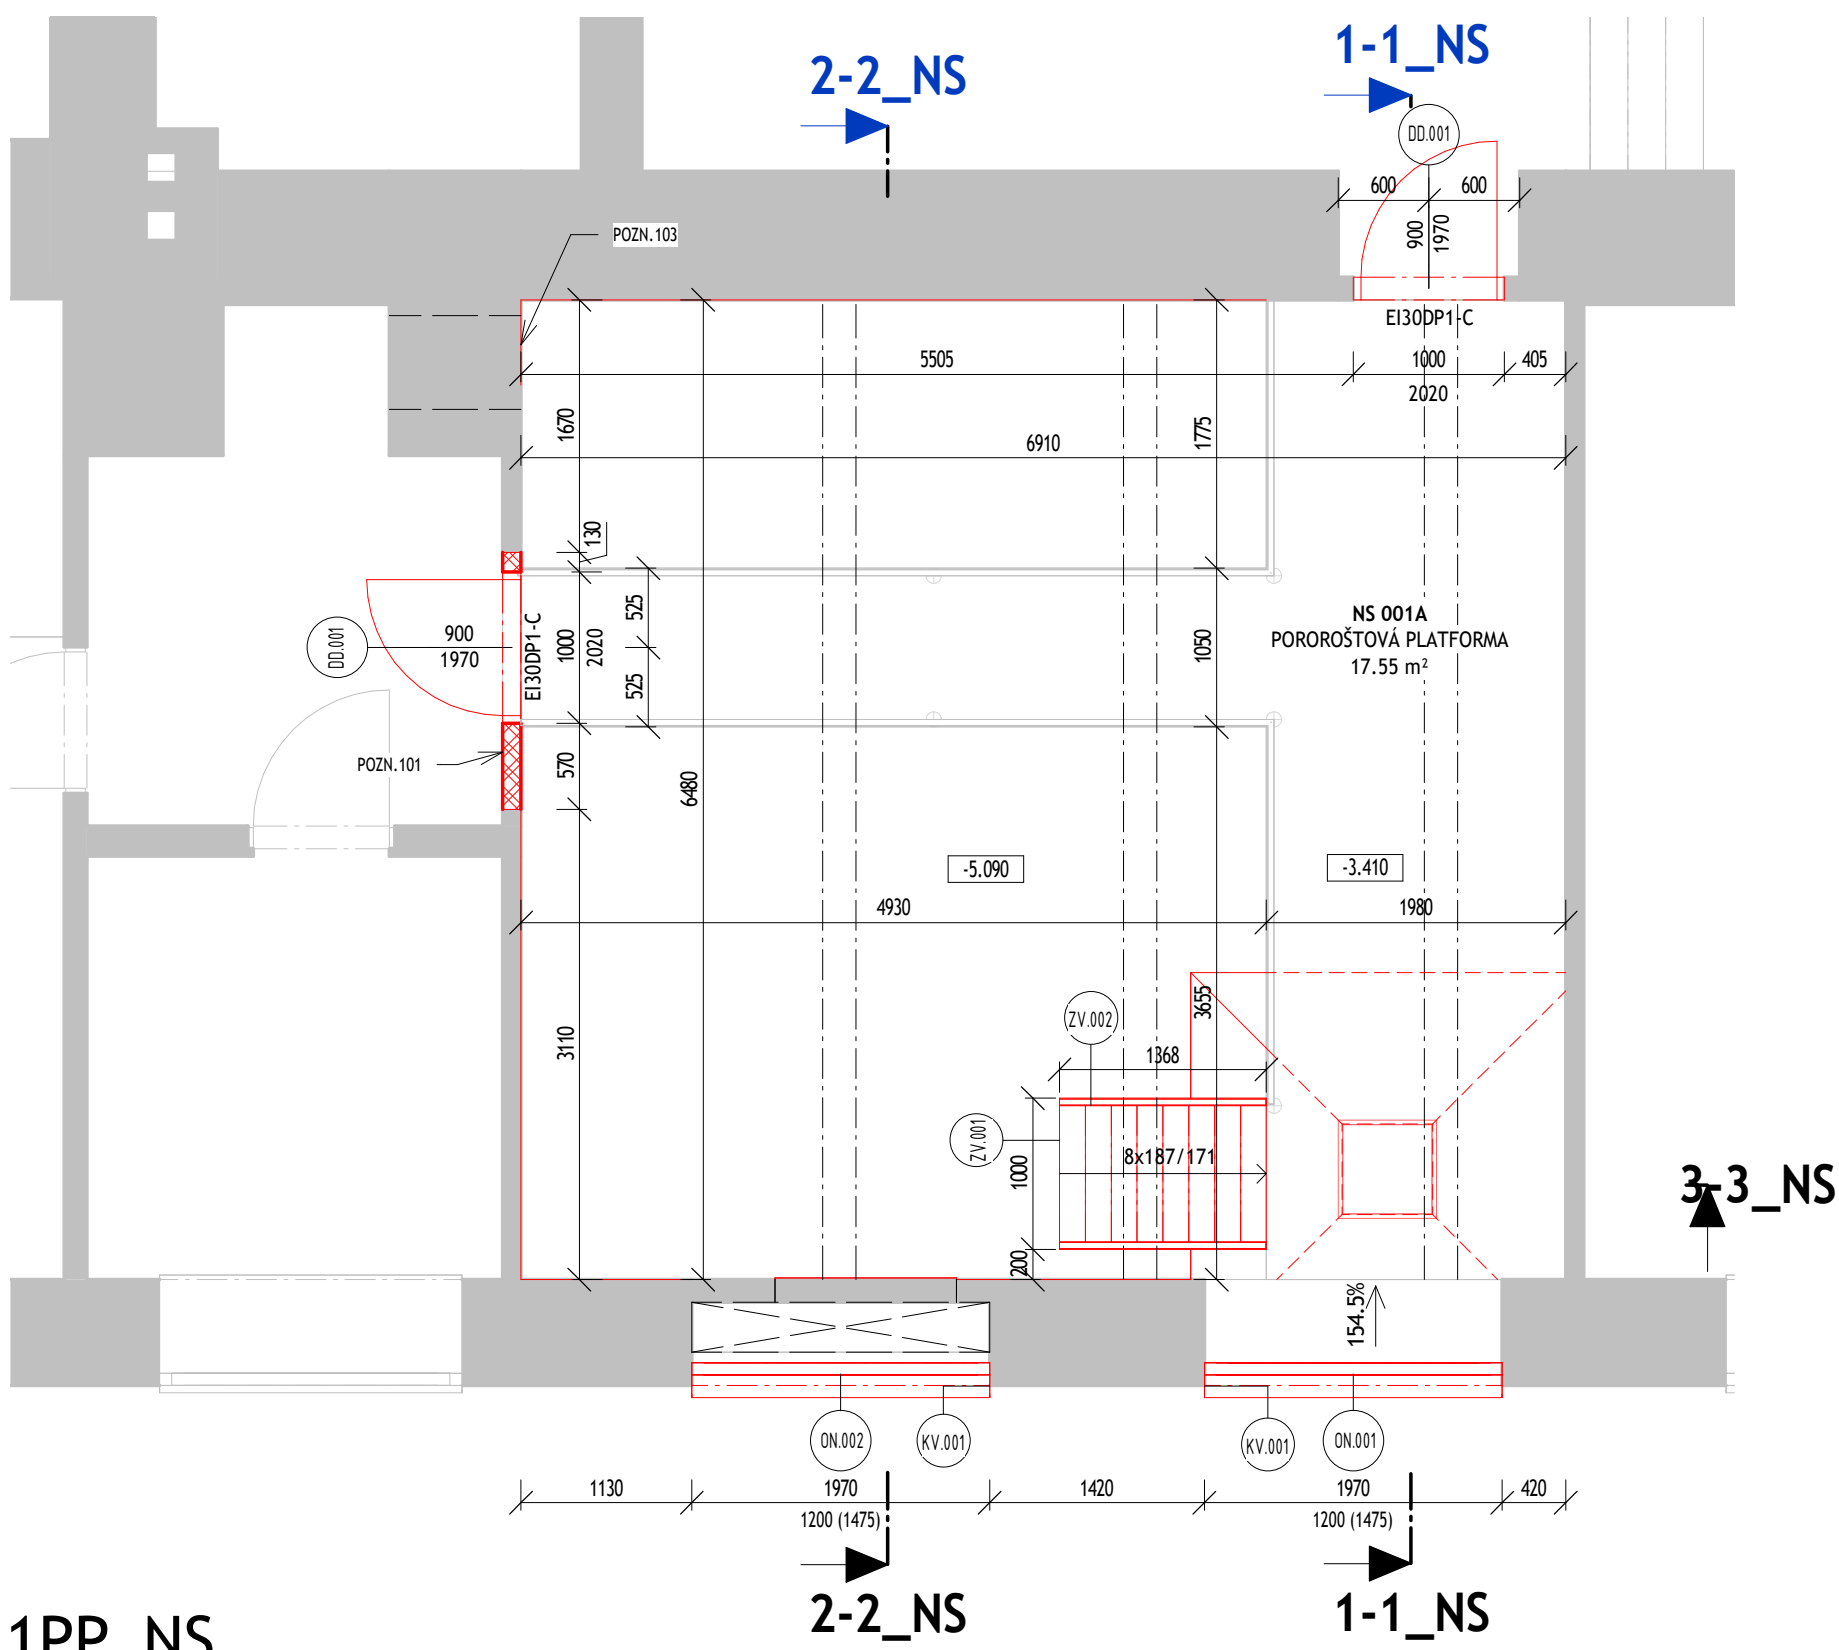 1-1_NS
2-2_NS
DD.001
600
600
900
1970
POZN.103
EI30DP1-C
5505
1000
405
2020
1670
1775
6910
130
525
525
1000
2020
EI30DP1-C
1050
NS 001A
POROROŠTOVÁ PLATFORMA
17.55 m²
DD.001
900
1970
POZN.101
570
6480
-5.090
-3.410
4930
1980
3655
3110
ZV.002
1368
ZV.001
1000
8x187/171
200
3-3_NS
154.5%
ON.002
KV.001
KV.001
ON.001
1130
1970
1420
1970
420
1200 (1475)
1200 (1475)
2-2_NS
1-1_NS
1PP_NS